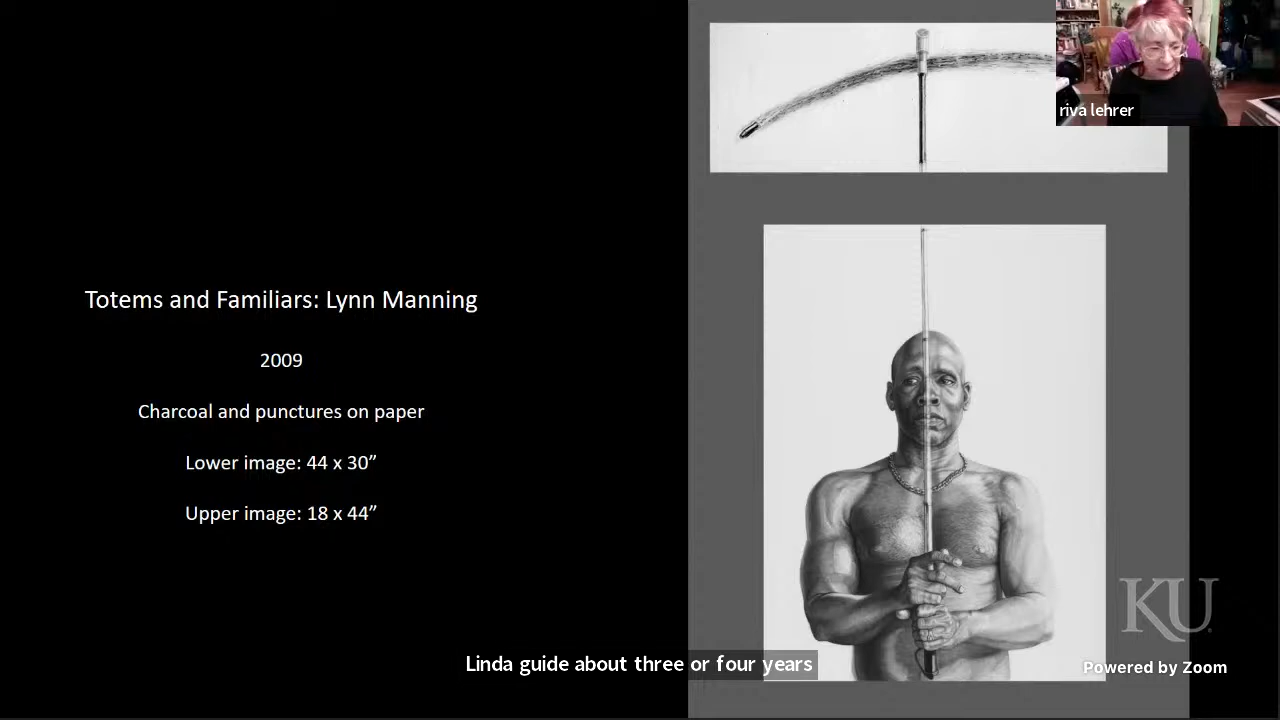 riva lehrer
Totems and Familiars: Lynn Manning
2009
Charcoal and punctures on paper
Lower image: 44 x 30”
Upper image: 18 x 44”
KU
Linda guide about three or four years
Powered by Zoom